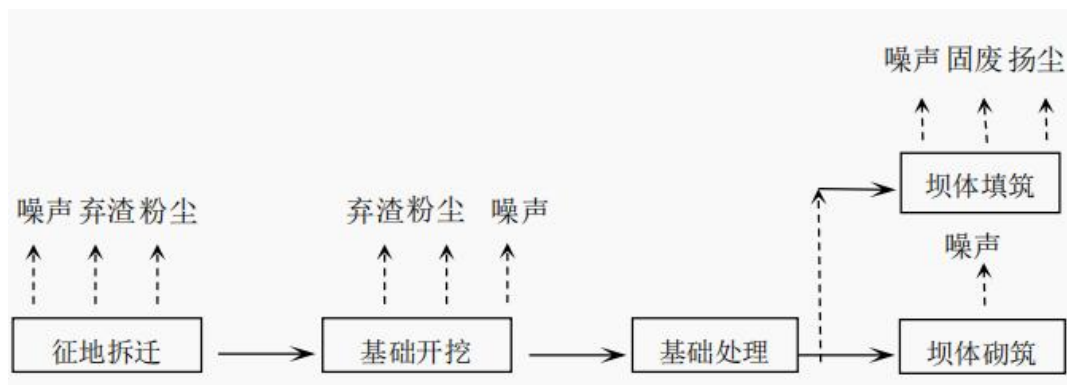 噪声 固废 扬尘
坝体填筑
噪声 弃渣 粉尘
弃渣 粉尘 噪声
噪声
征地拆迁
基础开挖
基础处理
坝体砌筑